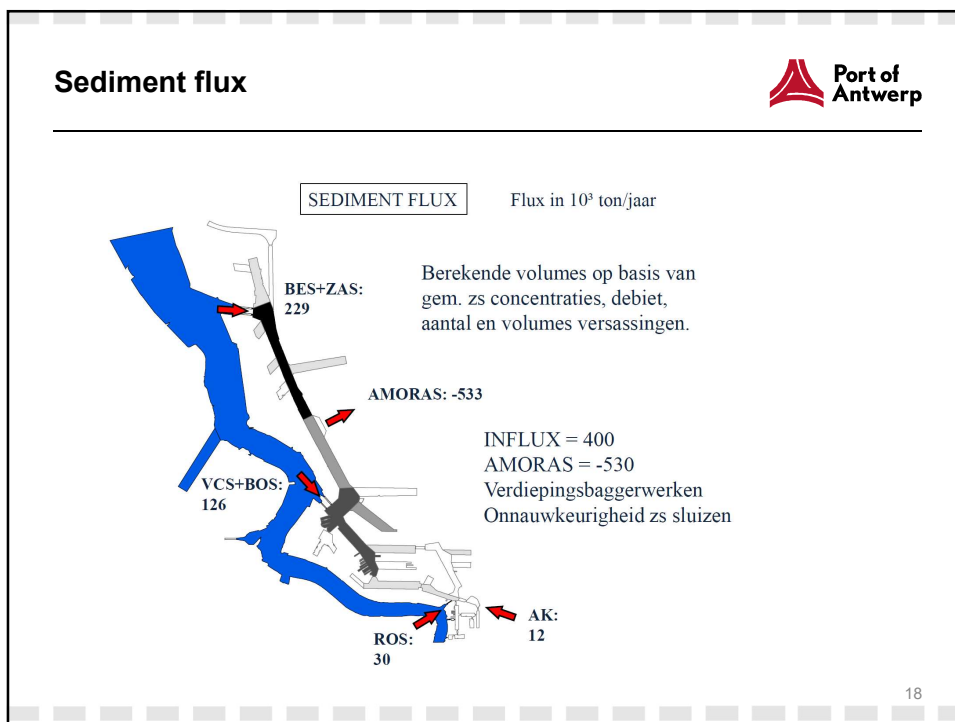 Sediment flux
Port of
Antwerp
SEDIMENT FLUX
Flux in 10³ ton/jaar
Berekende volumes op basis van
gem. zs concentraties, debiet,
aantal en volumes versassingen.
BES+ZAS:
229
AMORAS: -533
INFLUX = 400
AMORAS = -530
Verdiepingsbaggerwerken
Onnauwkeurigheid zs sluizen
VCS+BOS:
126
AK:
12
ROS:
30
18